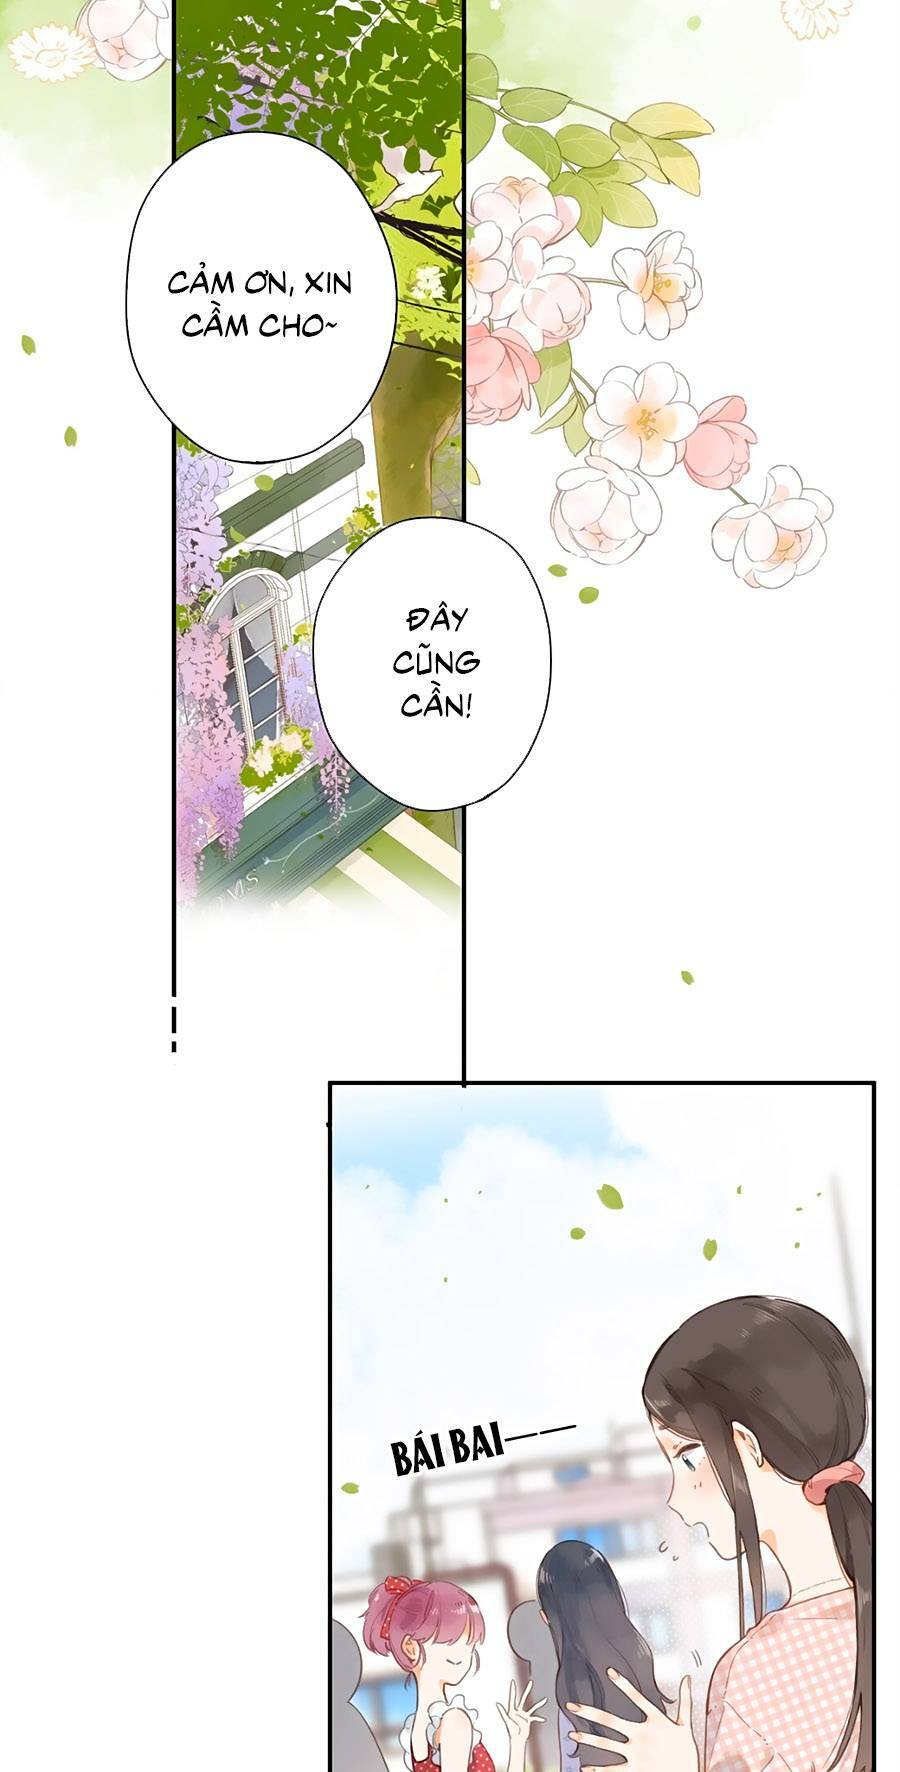 CẢM ƠN, XIN
CẦM CHO~
ĐÂY
CŨNG
CẦN!
BÁI BAI——